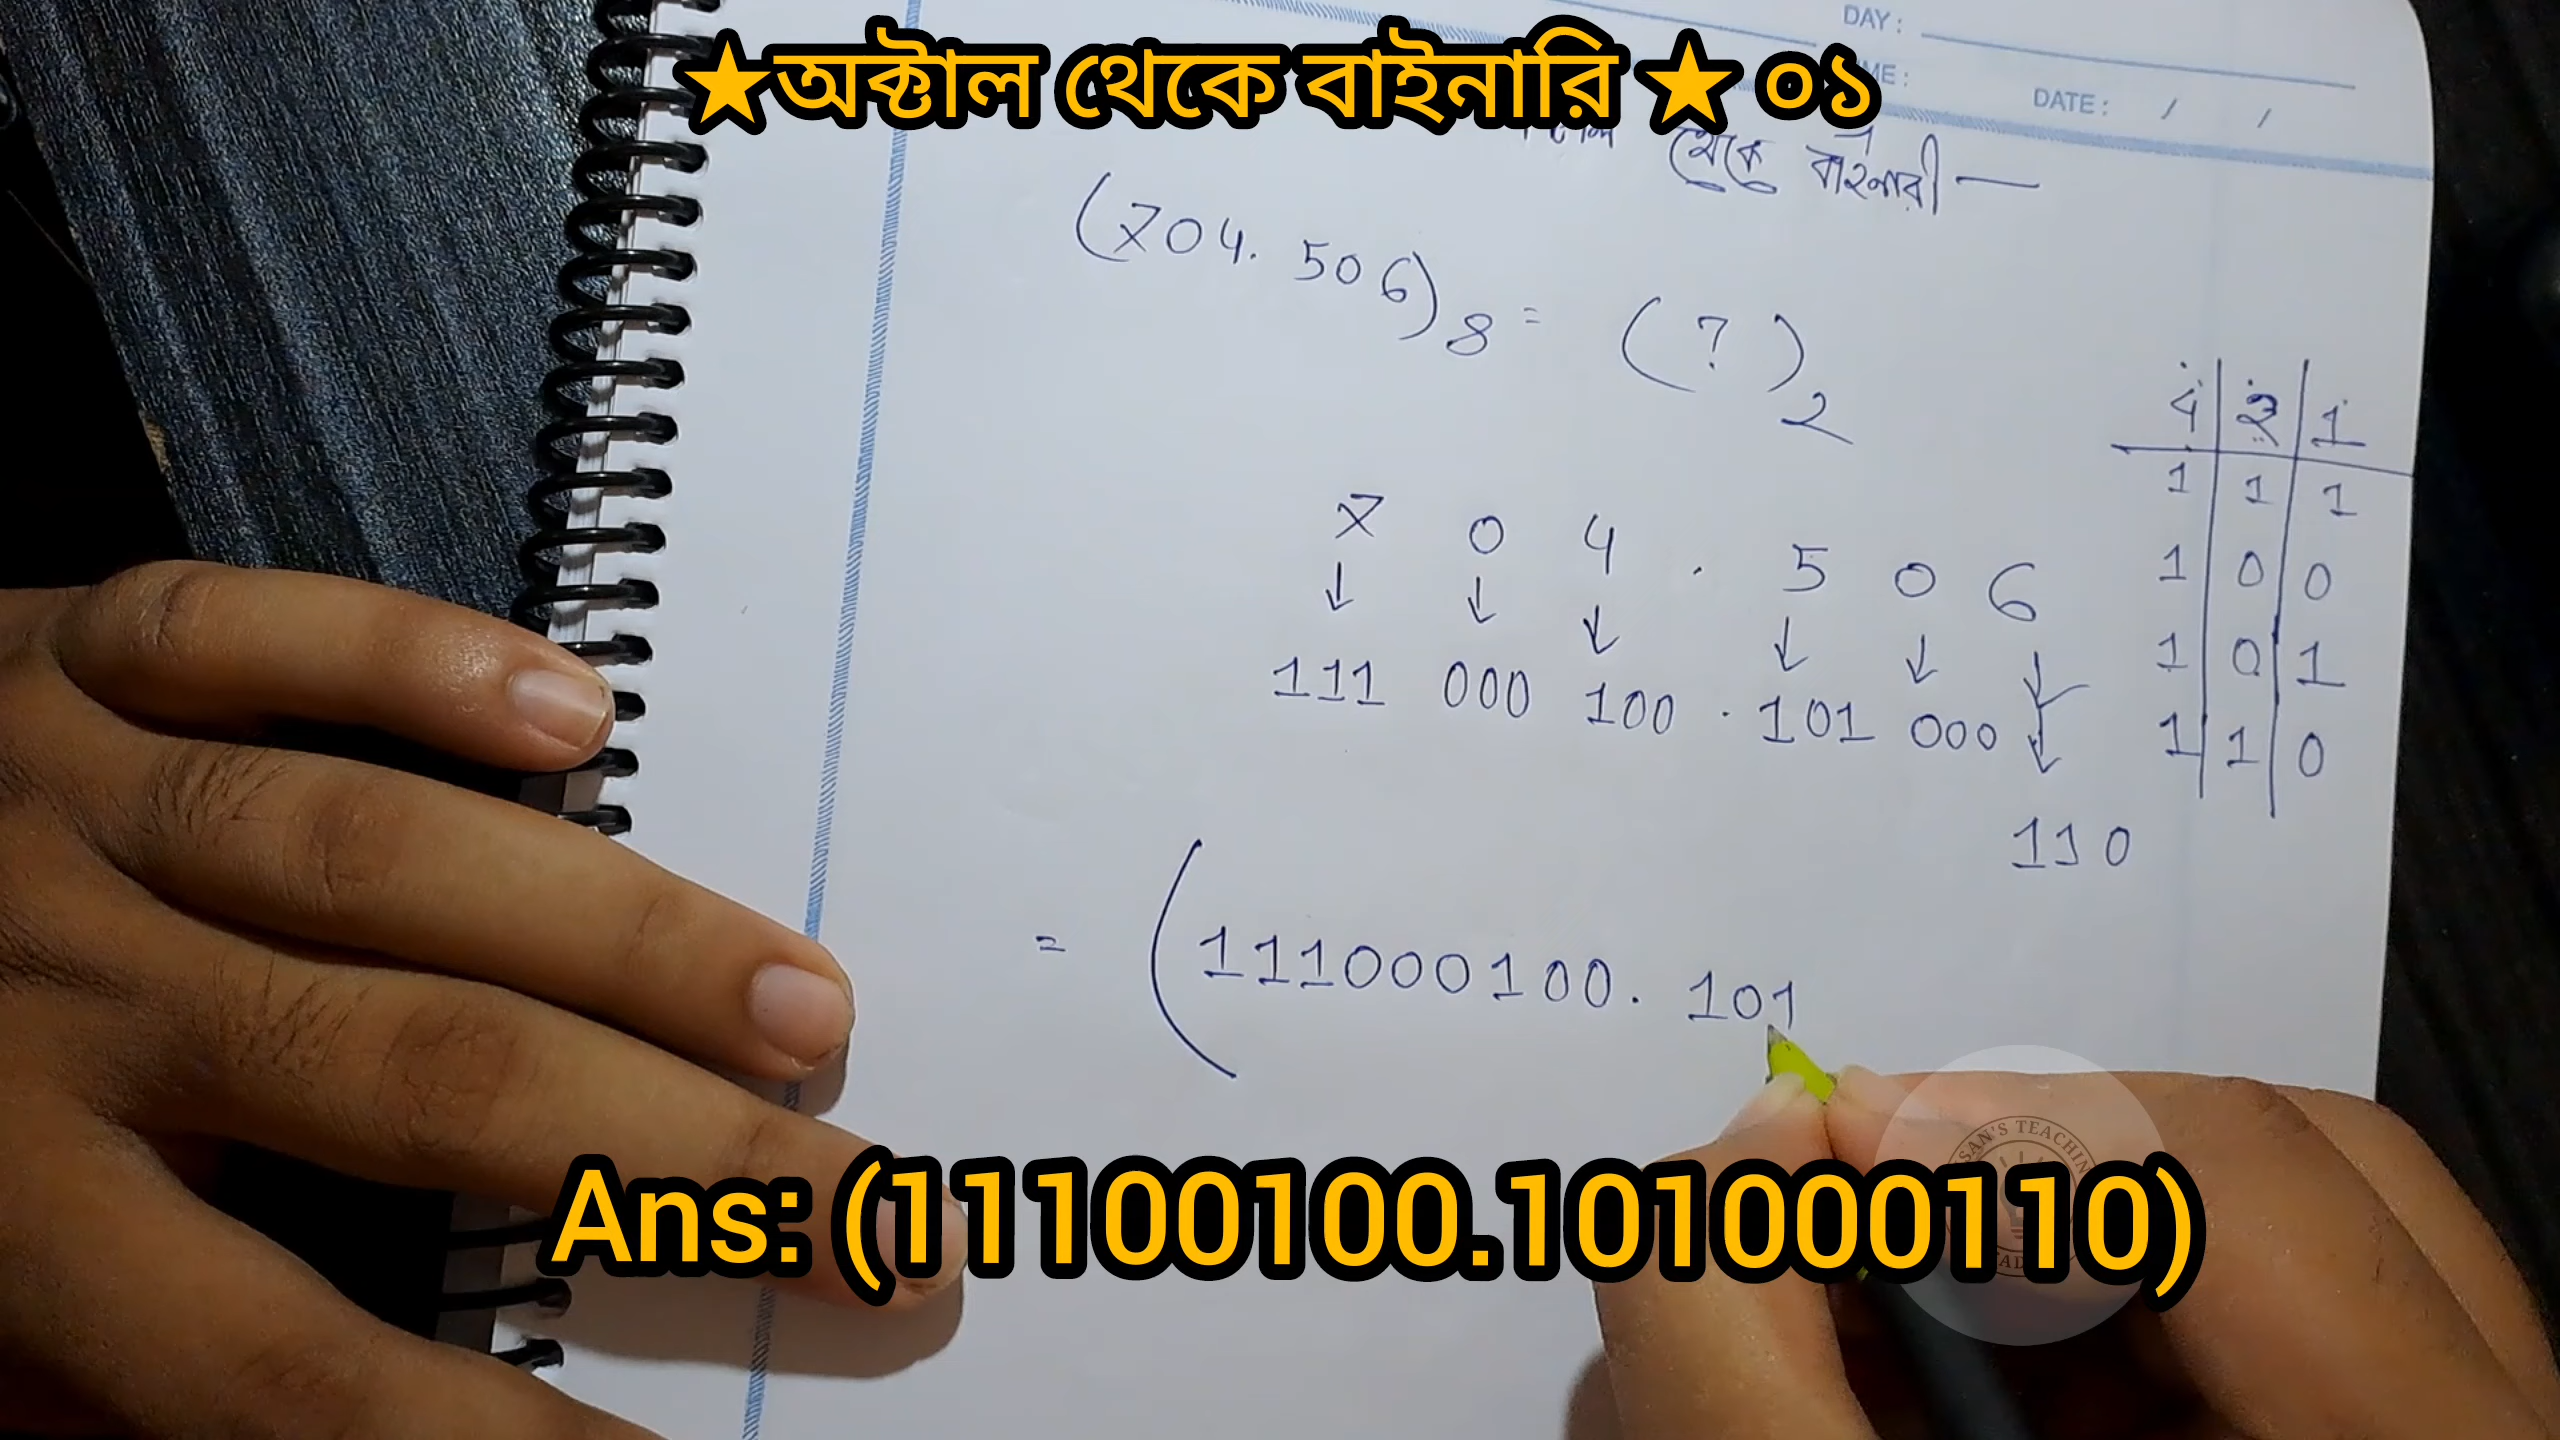 ★অক্টাল থেকে বাইনারি ★ ০১
DAY :
DATE : / /
থেকে বাইনারী —
(704. 506)8 = ( ? )2
4 2 1
1 1 1
1 0 0
1 0 1
1 1 0
7 0 4 . 5 0 6
↓ ↓ ↓ ↓ ↓ ↓
111 000 100 . 101 000
110
= (111000100. 101
Ans: (11100100.101000110)